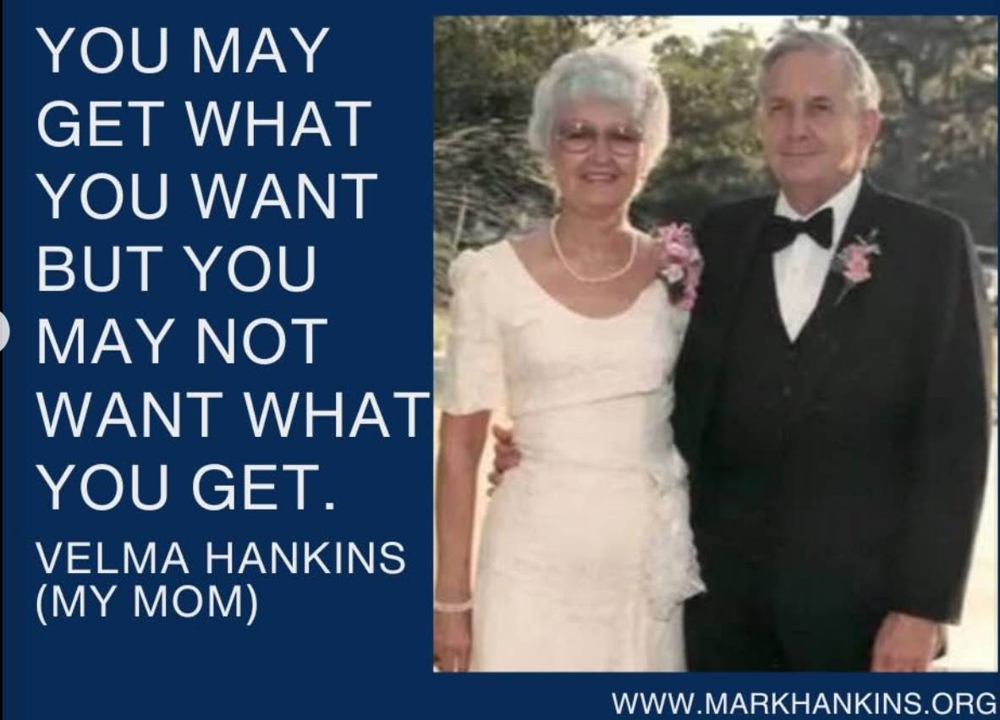 YOU MAY
GET WHAT
YOU WANT
BUT YOU
MAY NOT
WANT WHAT
YOU GET.
VELMA HANKINS
(MY MOM)
WWW.MARKHANKINS.ORG